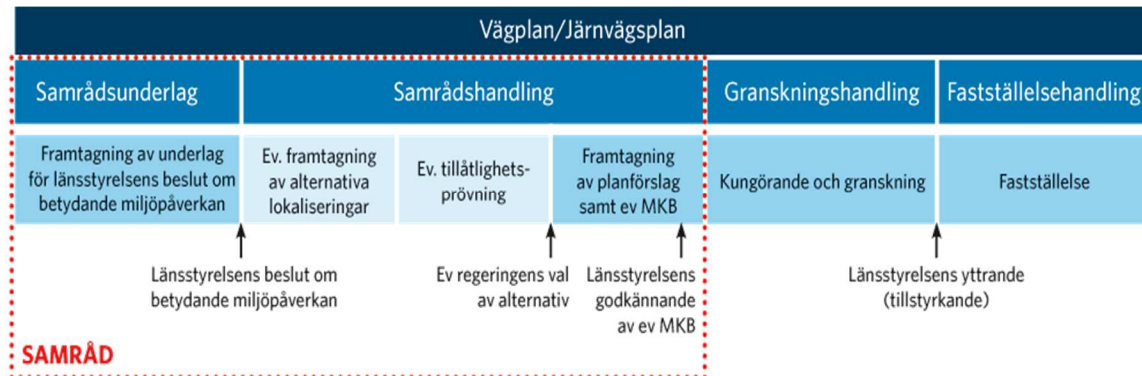 Vägplan/Järnvägsplan
Samrådsunderlag
Samrådshandling
Granskningshandling
Fastställelsehandling
Framtagning av underlag
för länsstyrelsens beslut om
betydande miljöpåverkan
Ev. framtagning
av alternativa
lokaliseringar
Ev. tillåtlighets-
prövning
Framtagning
av planförslag
samt ev MKB
Kungörande och granskning
Fastställelse
Länsstyrelsens beslut om
betydande miljöpåverkan
Ev regeringens val
av alternativ
Länsstyrelsens
godkännande
av ev MKB
Länsstyrelsens yttrande
(tillstyrkande)
SAMRÅD